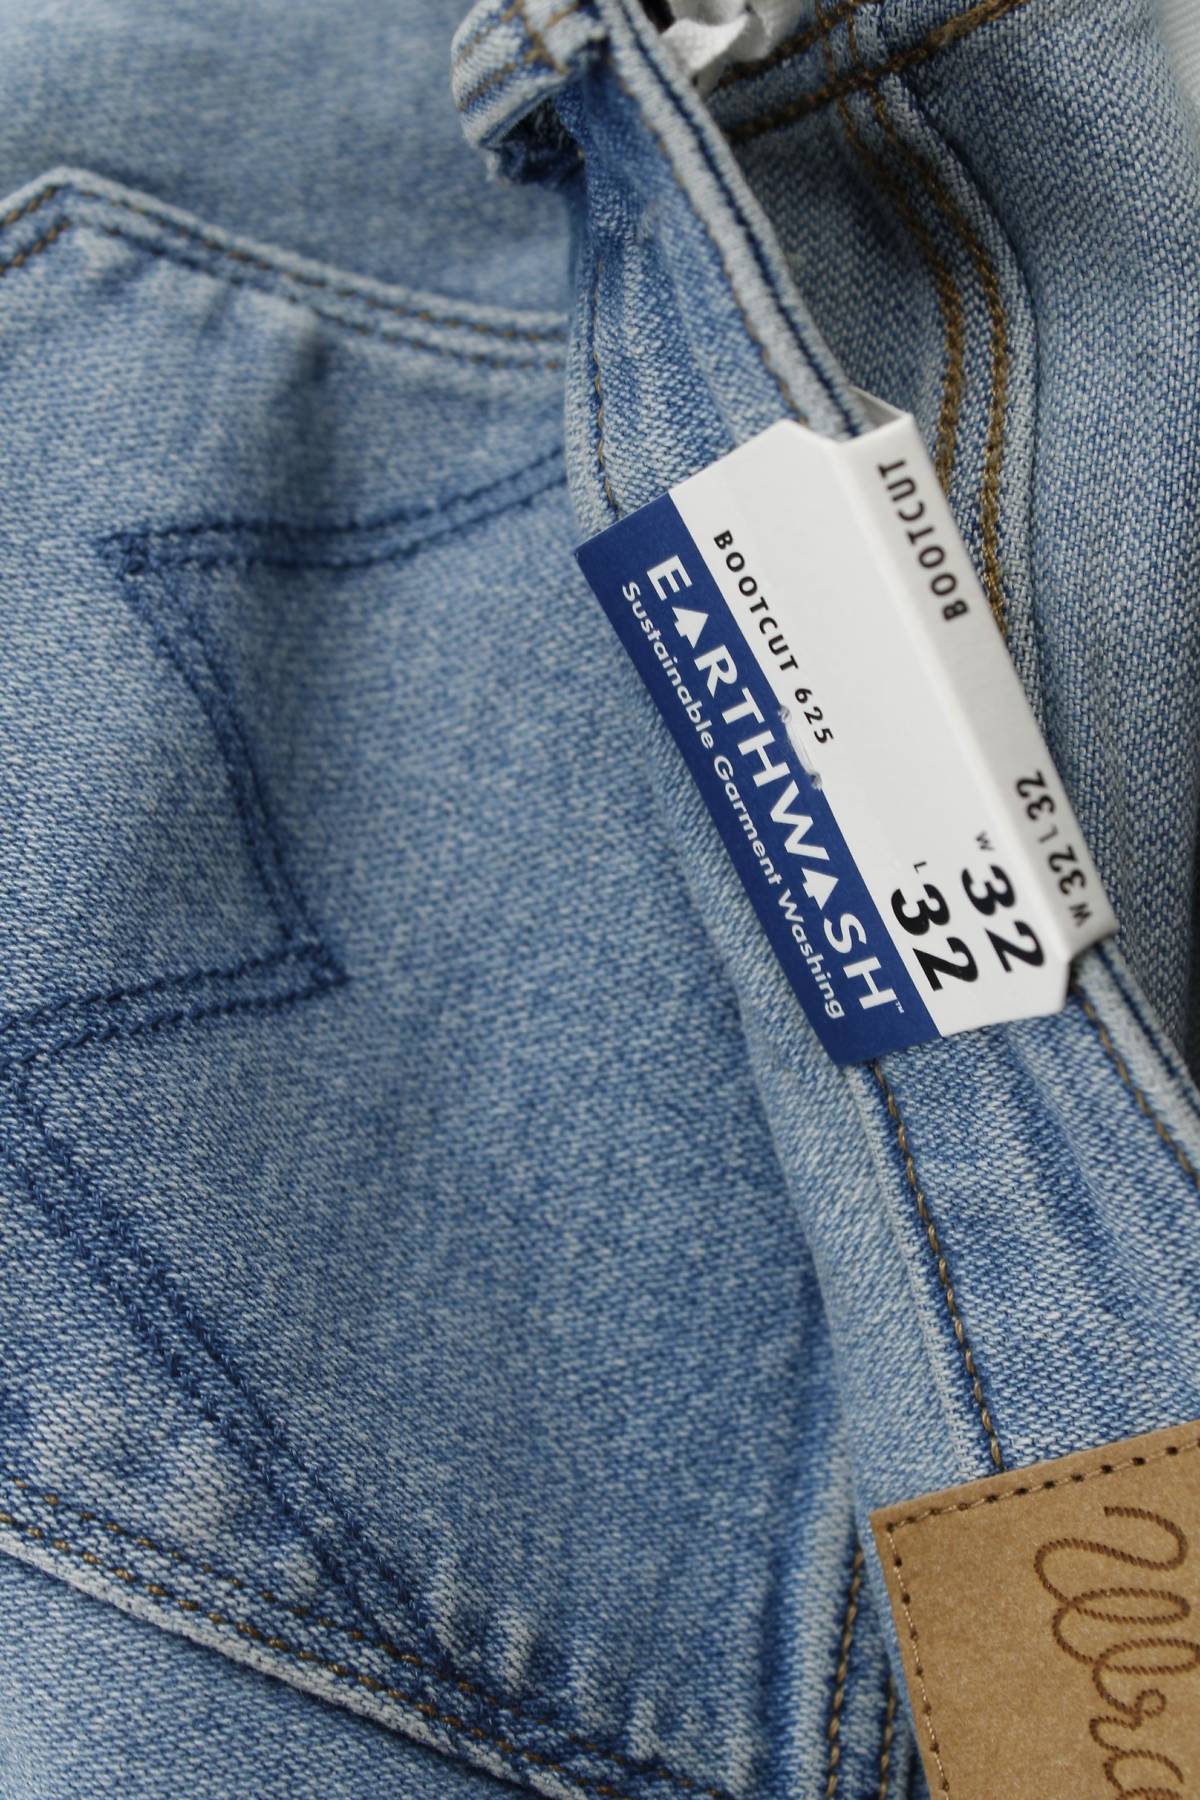 BOOTCUT
W 32 L 32
W
32
L
32
BOOTCUT 625
EARTHWASH™
Sustainable Garment Washing